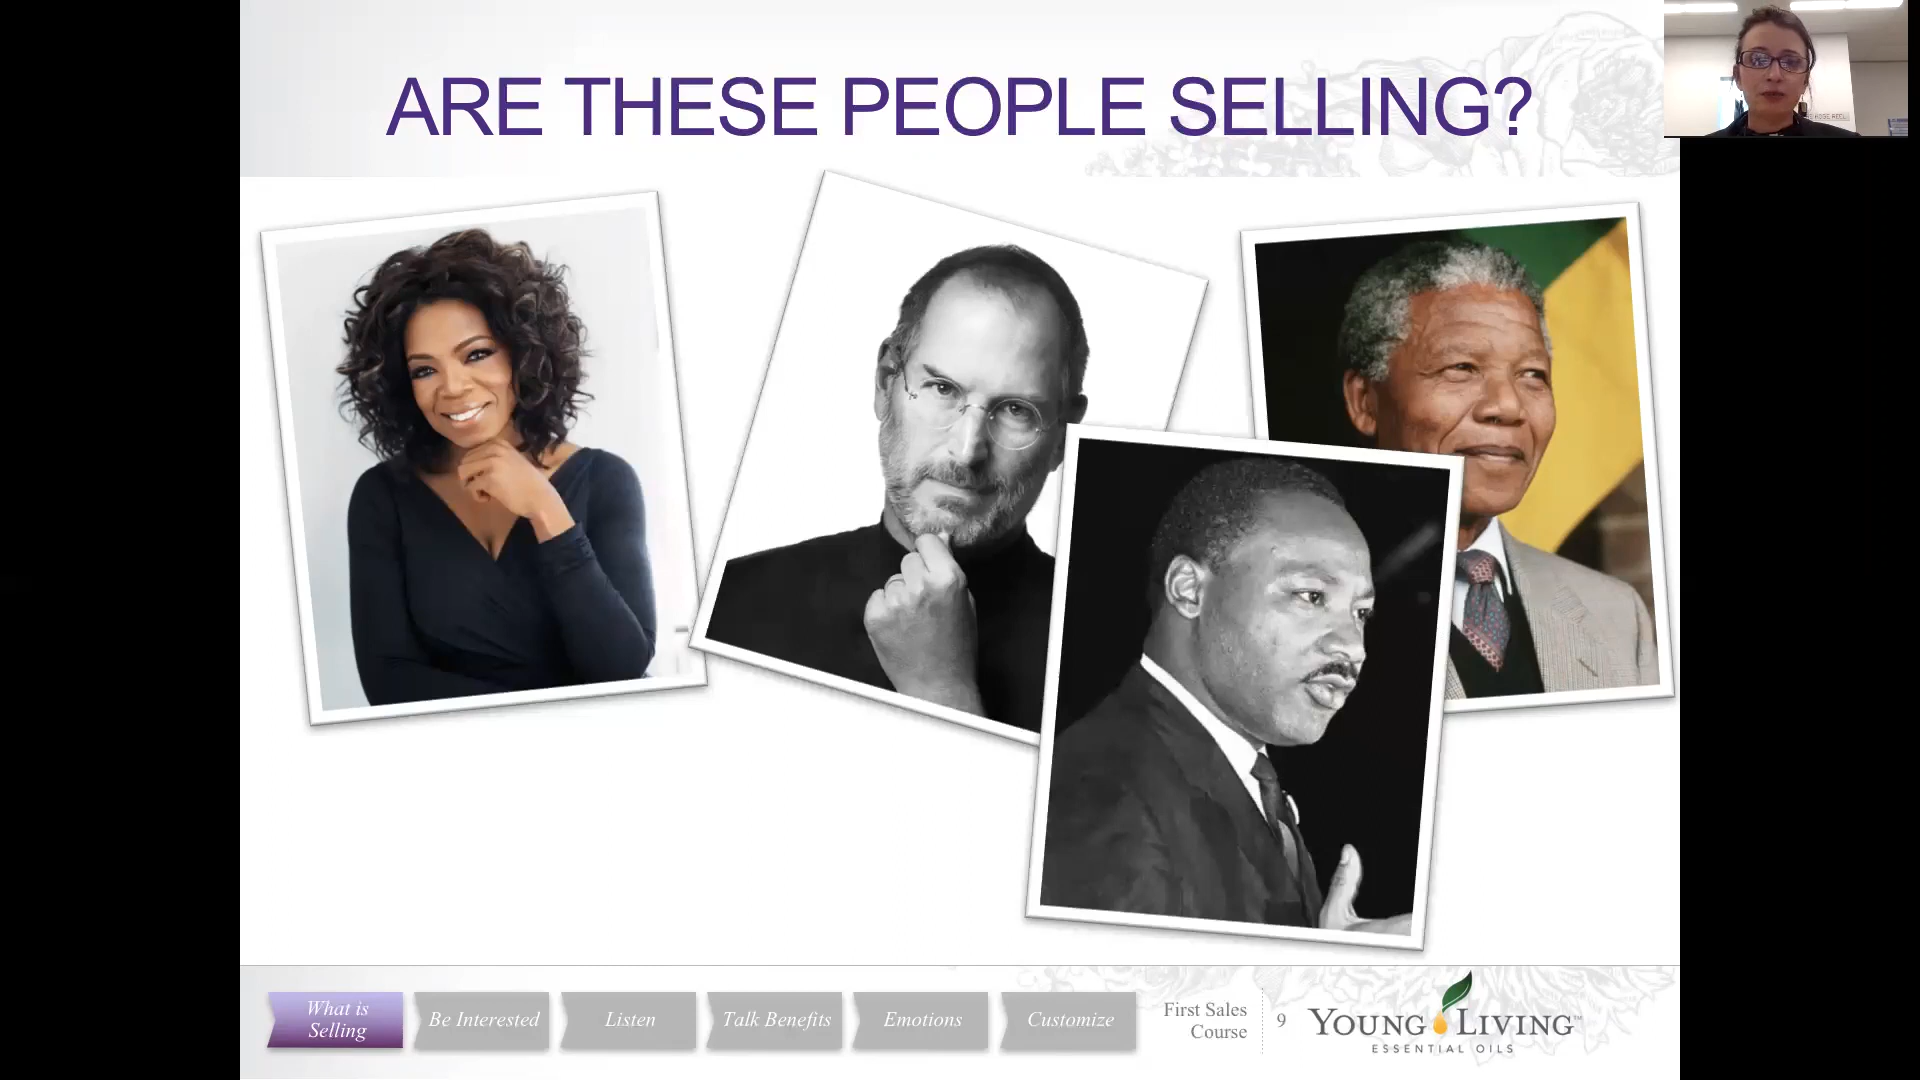 ARE THESE PEOPLE SELLING?
What is
Selling
Be Interested
Listen
Talk Benefits
Emotions
Customize
First Sales
Course
9
YOUNG LIVING™
ESSENTIAL OILS